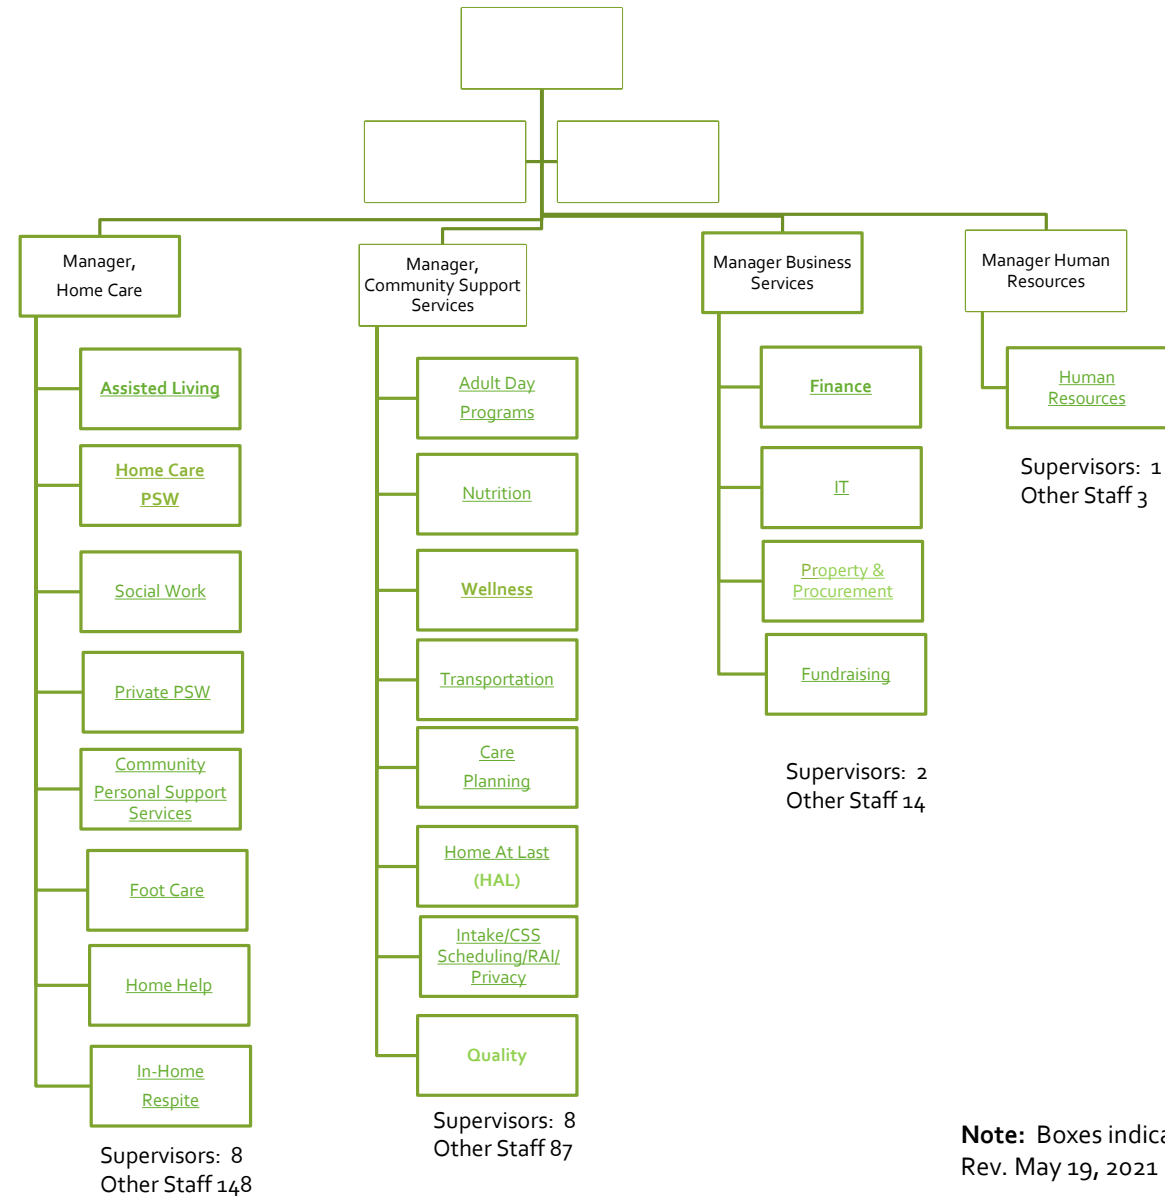 Manager,
Home Care
Assisted Living
Home Care
PSW
Social Work
Private PSW
Community
Personal Support
Services
Foot Care
Home Help
In-Home
Respite
Supervisors: 8
Other Staff 148
Manager,
Community Support
Services
Adult Day
Programs
Nutrition
Wellness
Transportation
Care
Planning
Home At Last
(HAL)
Intake/CSS
Scheduling/RAI/
Privacy
Quality
Supervisors: 8
Other Staff 87
Manager Business
Services
Finance
IT
Property &
Procurement
Fundraising
Supervisors: 2
Other Staff 14
Manager Human
Resources
Human
Resources
Supervisors: 1
Other Staff 3
Note: Boxes
Rev. May 19, 2021